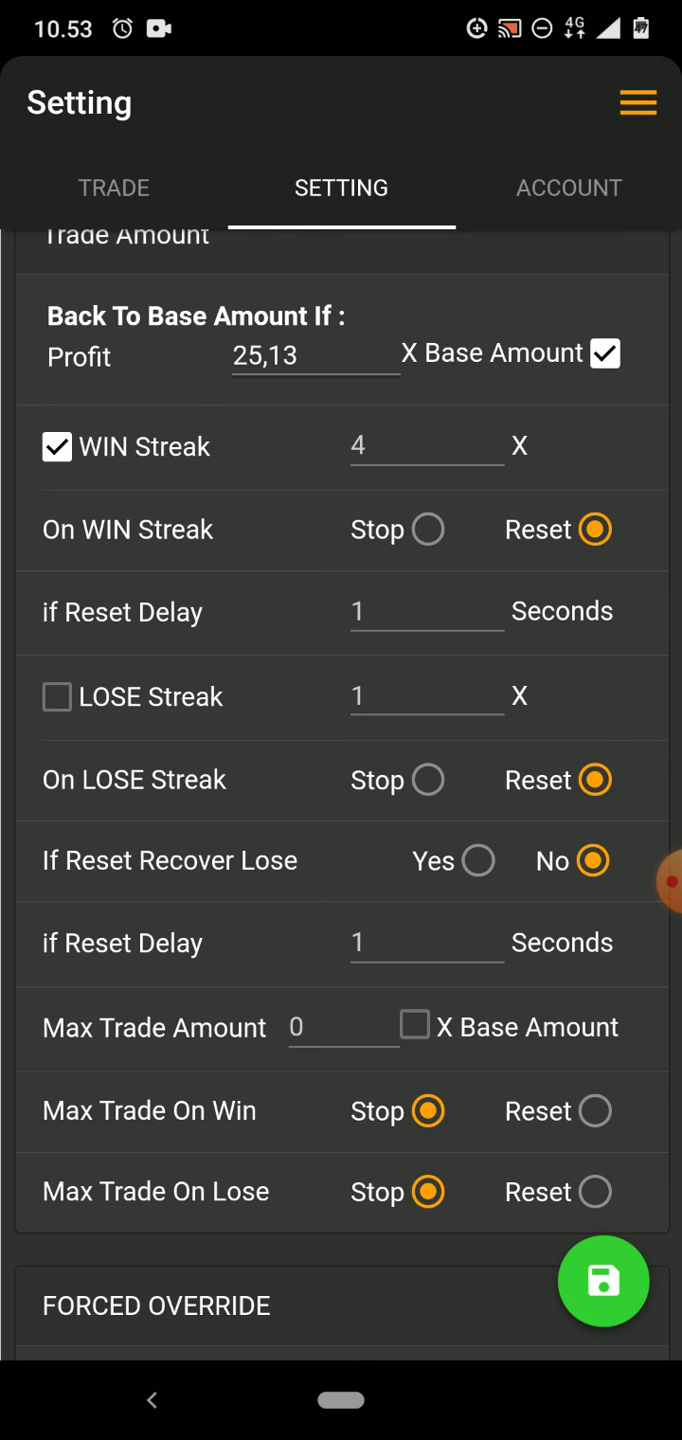 10.53 4G 47
Setting
TRADE SETTING ACCOUNT
Trade Amount
Back To Base Amount If :
Profit 25,13 X Base Amount
WIN Streak 4 X
On WIN Streak Stop Reset
if Reset Delay 1 Seconds
LOSE Streak 1 X
On LOSE Streak Stop Reset
If Reset Recover Lose Yes No
if Reset Delay 1 Seconds
Max Trade Amount 0 X Base Amount
Max Trade On Win Stop Reset
Max Trade On Lose Stop Reset
FORCED OVERRIDE